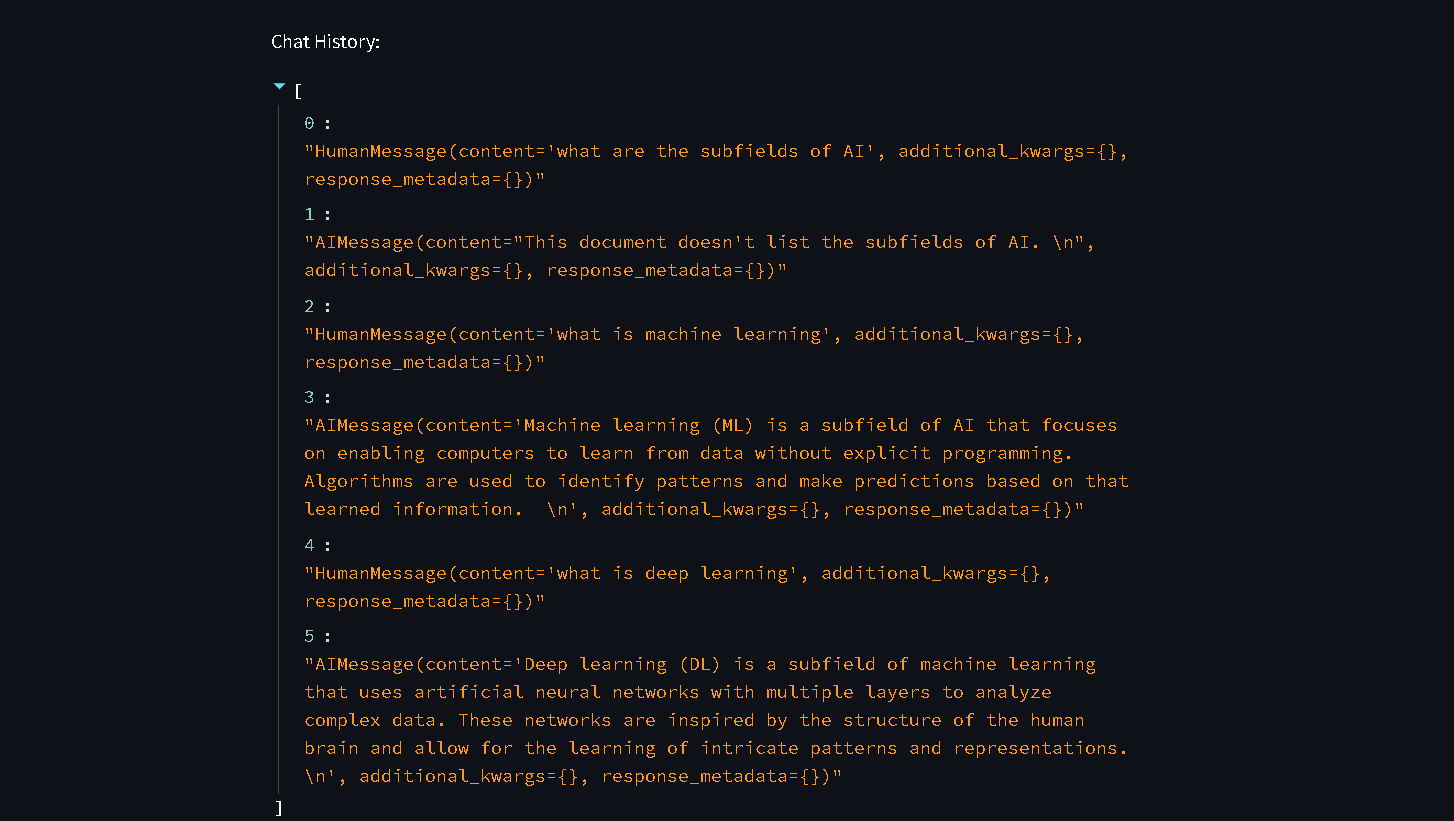 Chat History:
[
0 :
"HumanMessage(content='what are the subfields of AI', additional_kwargs={},
response_metadata={})"
1 :
"AIMessage(content="This document doesn't list the subfields of AI. \n",
additional_kwargs={}, response_metadata={})"
2 :
"HumanMessage(content='what is machine learning', additional_kwargs={},
response_metadata={})"
3 :
"AIMessage(content='Machine learning (ML) is a subfield of AI that focuses
on enabling computers to learn from data without explicit programming.
Algorithms are used to identify patterns and make predictions based on that
learned information.  \n', additional_kwargs={}, response_metadata={})"
4 :
"HumanMessage(content='what is deep learning', additional_kwargs={},
response_metadata={})"
5 :
"AIMessage(content='Deep learning (DL) is a subfield of machine learning
that uses artificial neural networks with multiple layers to analyze
complex data. These networks are inspired by the structure of the human
brain and allow for the learning of intricate patterns and representations.
\n', additional_kwargs={}, response_metadata={})"
]